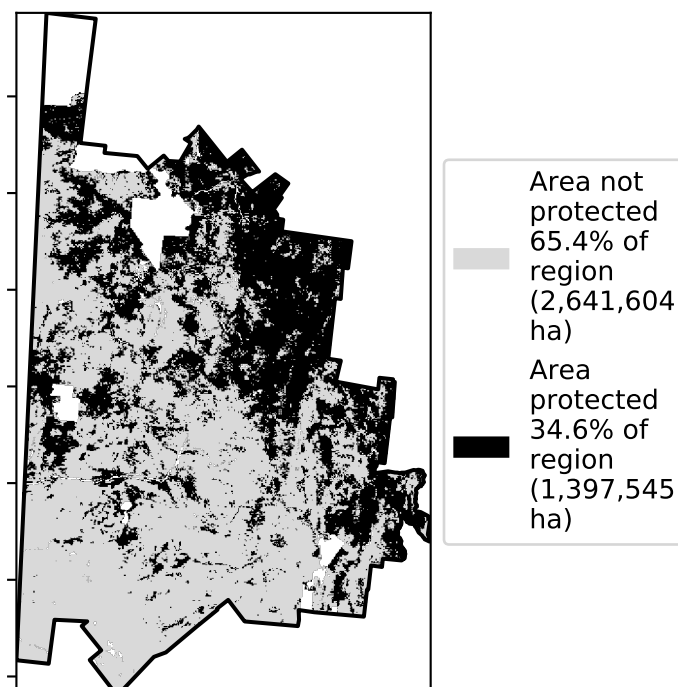 Area not
protected
65.4% of
region
(2,641,604
ha)
Area
protected
34.6% of
region
(1,397,545
ha)